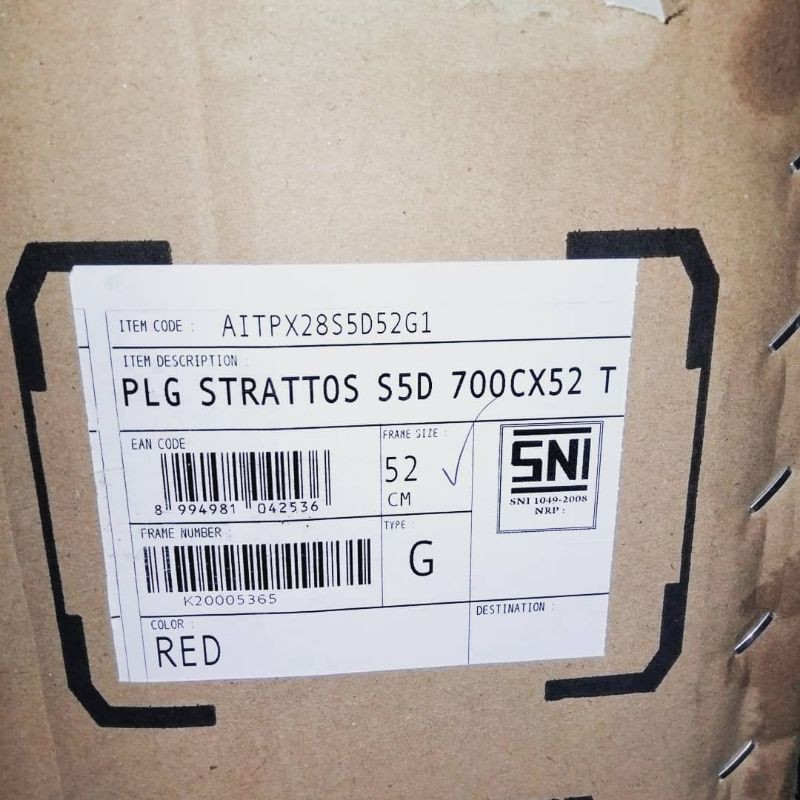 ITEM CODE : AITPX28S5D52G1
ITEM DESCRIPTION :
PLG STRATTOS S5D 700CX52 T
EAN CODE
8 994981 042536
FRAME SIZE :
52
CM
SNI
SNI 1049-2008
NRP :
FRAME NUMBER :
K20005365
TYPE :
G
COLOR :
RED
DESTINATION :